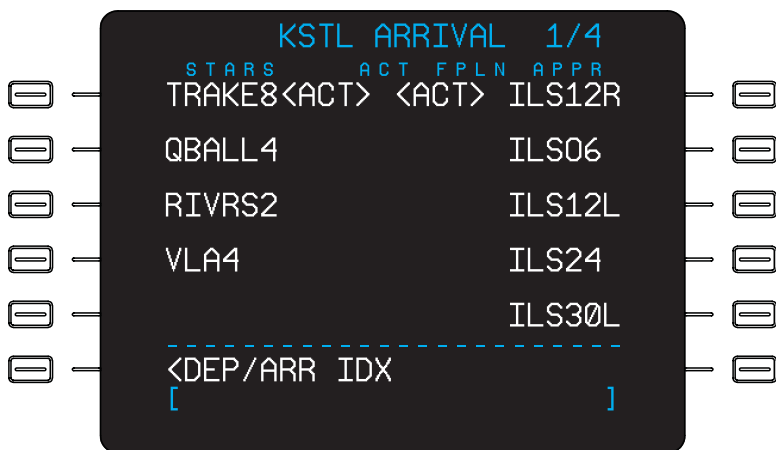 KSTL ARRIVAL 1/4
STARS ACT FPLN APPR
TRAKE8<ACT> <ACT> ILS12R
QBALL4 ILS06
RIVRS2 ILS12L
VLA4 ILS24
ILS30L
--------------------------
<DEP/ARR IDX
[ ]